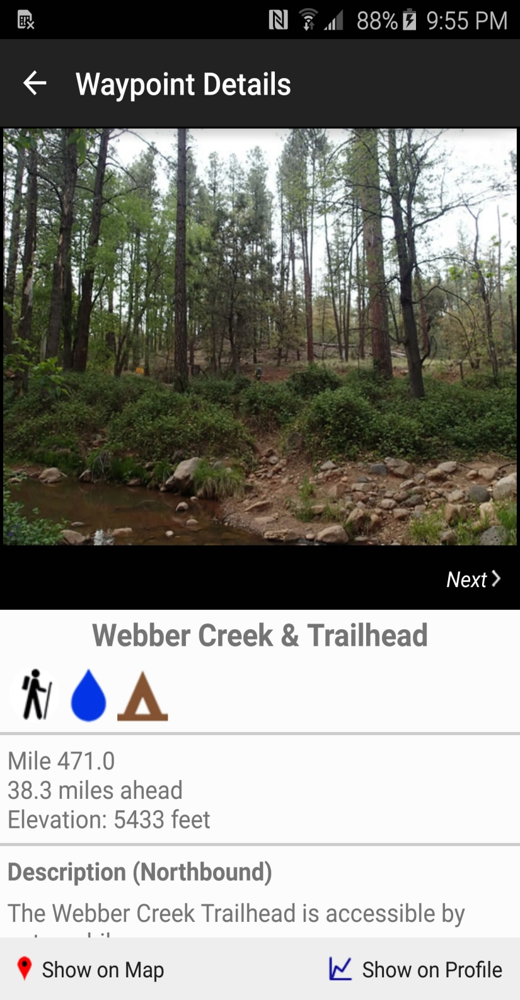 88% 9:55 PM
Waypoint Details
Next
Webber Creek & Trailhead
Mile 471.0
38.3 miles ahead
Elevation: 5433 feet
Description (Northbound)
The Webber Creek Trailhead is accessible by
Show on Map
Show on Profile